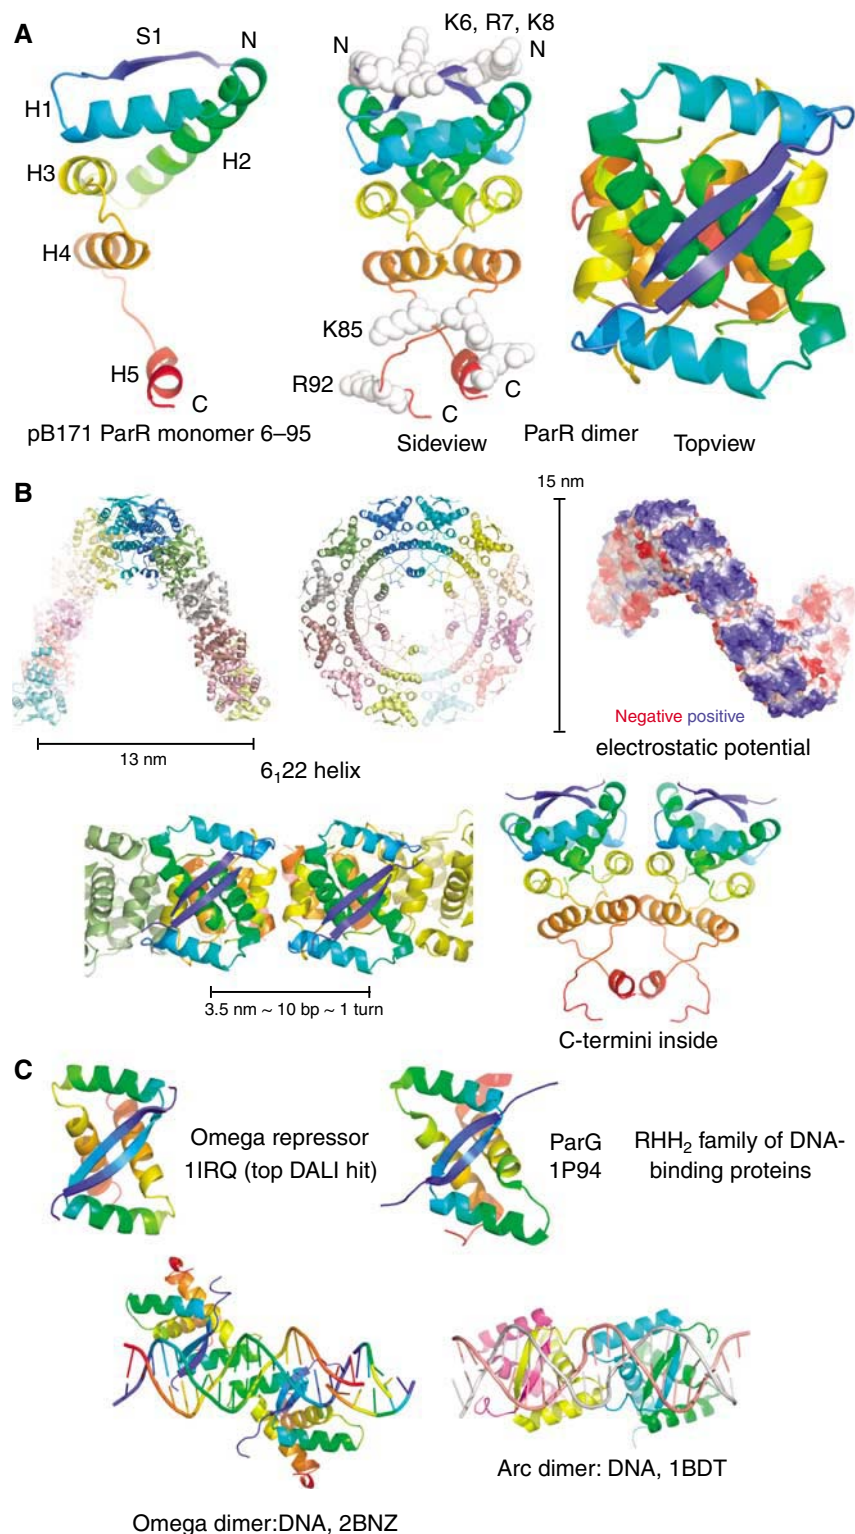 A
S1
N
H1
H2
H3
H4
H5
C
pB171 ParR monomer 6–95
K6, R7, K8
N
N
K85
R92
C
C
Sideview
ParR dimer
Topview
B
15 nm
13 nm
6₁22 helix
Negative positive
electrostatic potential
3.5 nm ~ 10 bp ~ 1 turn
C-termini inside
C
Omega repressor
1IRQ (top DALI hit)
ParG
1P94
RHH₂ family of DNA-
binding proteins
Omega dimer:DNA, 2BNZ
Arc dimer: DNA, 1BDT